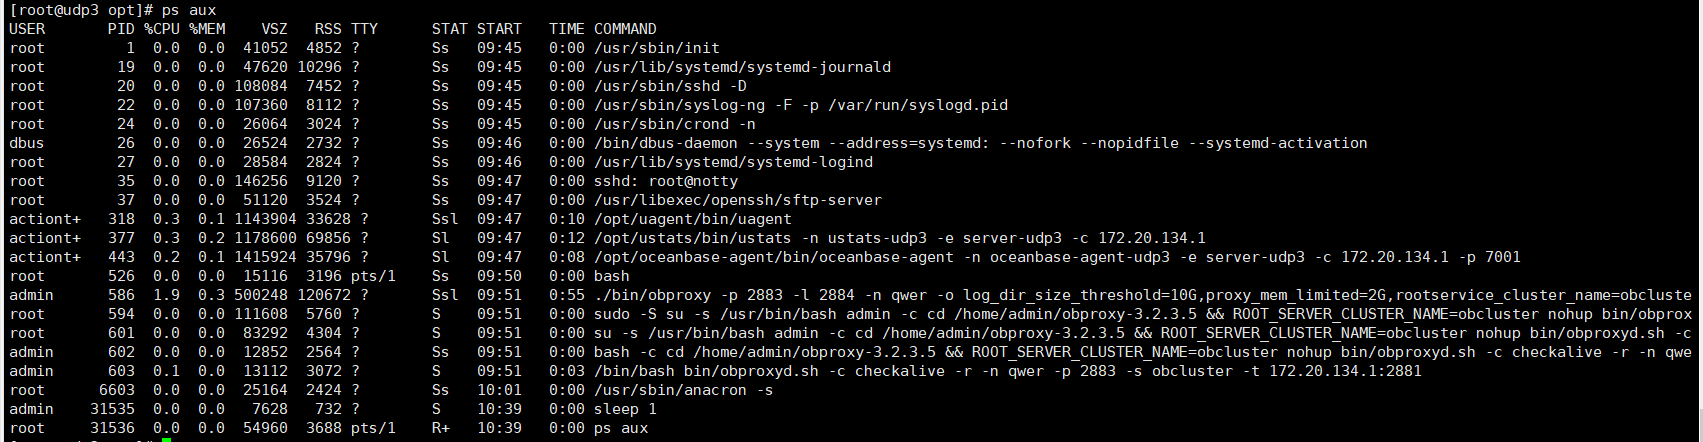 [root@udp3 opt]# ps aux
USER       PID %CPU %MEM    VSZ   RSS TTY      STAT START   TIME COMMAND
root         1  0.0  0.0  41052  4852 ?        Ss   09:45   0:00 /usr/sbin/init
root        19  0.0  0.0  47620 10296 ?        Ss   09:45   0:00 /usr/lib/systemd/systemd-journald
root        20  0.0  0.0 108084  7452 ?        Ss   09:45   0:00 /usr/sbin/sshd -D
root        22  0.0  0.0 107360  8112 ?        Ss   09:45   0:00 /usr/sbin/syslog-ng -F -p /var/run/syslogd.pid
root        24  0.0  0.0  26064  3024 ?        Ss   09:45   0:00 /usr/sbin/crond -n
dbus        26  0.0  0.0  26524  2732 ?        Ss   09:46   0:00 /bin/dbus-daemon --system --address=systemd: --nofork --nopidfile --systemd-activation
root        27  0.0  0.0  28584  2824 ?        Ss   09:46   0:00 /usr/lib/systemd/systemd-logind
root        35  0.0  0.0 146256  9120 ?        Ss   09:47   0:00 sshd: root@notty
root        37  0.0  0.0  51120  3524 ?        Ss   09:47   0:00 /usr/libexec/openssh/sftp-server
actiont+   318  0.3  0.1 1143904 33628 ?       Ssl  09:47   0:10 /opt/uagent/bin/uagent
actiont+   377  0.3  0.2 1178600 69856 ?       Sl   09:47   0:12 /opt/ustats/bin/ustats -n ustats-udp3 -e server-udp3 -c 172.20.134.1
actiont+   443  0.2  0.1 1415924 35796 ?       Sl   09:47   0:08 /opt/oceanbase-agent/bin/oceanbase-agent -n oceanbase-agent-udp3 -e server-udp3 -c 172.20.134.1 -p 7001
root       526  0.0  0.0  15116  3196 pts/1    Ss   09:50   0:00 bash
admin      586  1.9  0.3 500248 120672 ?       Ssl  09:51   0:55 ./bin/obproxy -p 2883 -l 2884 -n qwer -o log_dir_size_threshold=10G,proxy_mem_limited=2G,rootservice_cluster_name=obcluste
root       594  0.0  0.0 111608  5760 ?        S    09:51   0:00 sudo -S su -s /usr/bin/bash admin -c cd /home/admin/obproxy-3.2.3.5 && ROOT_SERVER_CLUSTER_NAME=obcluster nohup bin/obprox
root       601  0.0  0.0  83292  4304 ?        S    09:51   0:00 su -s /usr/bin/bash admin -c cd /home/admin/obproxy-3.2.3.5 && ROOT_SERVER_CLUSTER_NAME=obcluster nohup bin/obproxyd.sh -c
admin      602  0.0  0.0  12852  2564 ?        Ss   09:51   0:00 bash -c cd /home/admin/obproxy-3.2.3.5 && ROOT_SERVER_CLUSTER_NAME=obcluster nohup bin/obproxyd.sh -c checkalive -r -n qwe
admin      603  0.1  0.0  13112  3072 ?        S    09:51   0:03 /bin/bash bin/obproxyd.sh -c checkalive -r -n qwer -p 2883 -s obcluster -t 172.20.134.1:2881
root      6603  0.0  0.0  25164  2424 ?        Ss   10:01   0:00 /usr/sbin/anacron -s
admin    31535  0.0  0.0   7628   732 ?        S    10:39   0:00 sleep 1
root     31536  0.0  0.0  54960  3688 pts/1    R+   10:39   0:00 ps aux